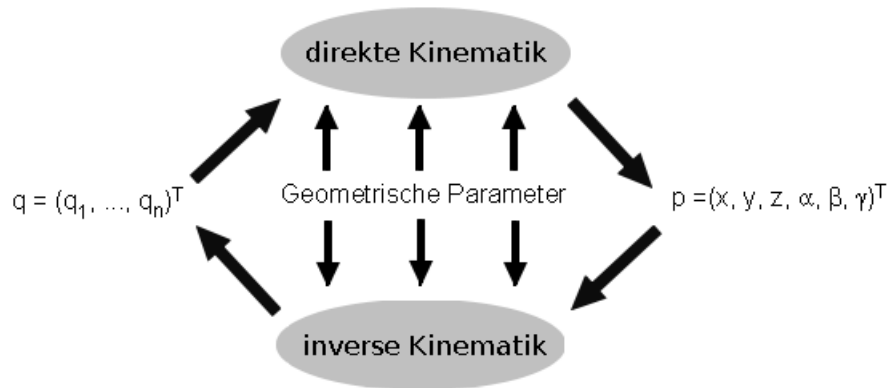 direkte Kinematik
Geometrische Parameter
q = (q₁, ..., qₙ)ᵀ
p =(x, y, z, α, β, γ)ᵀ
inverse Kinematik